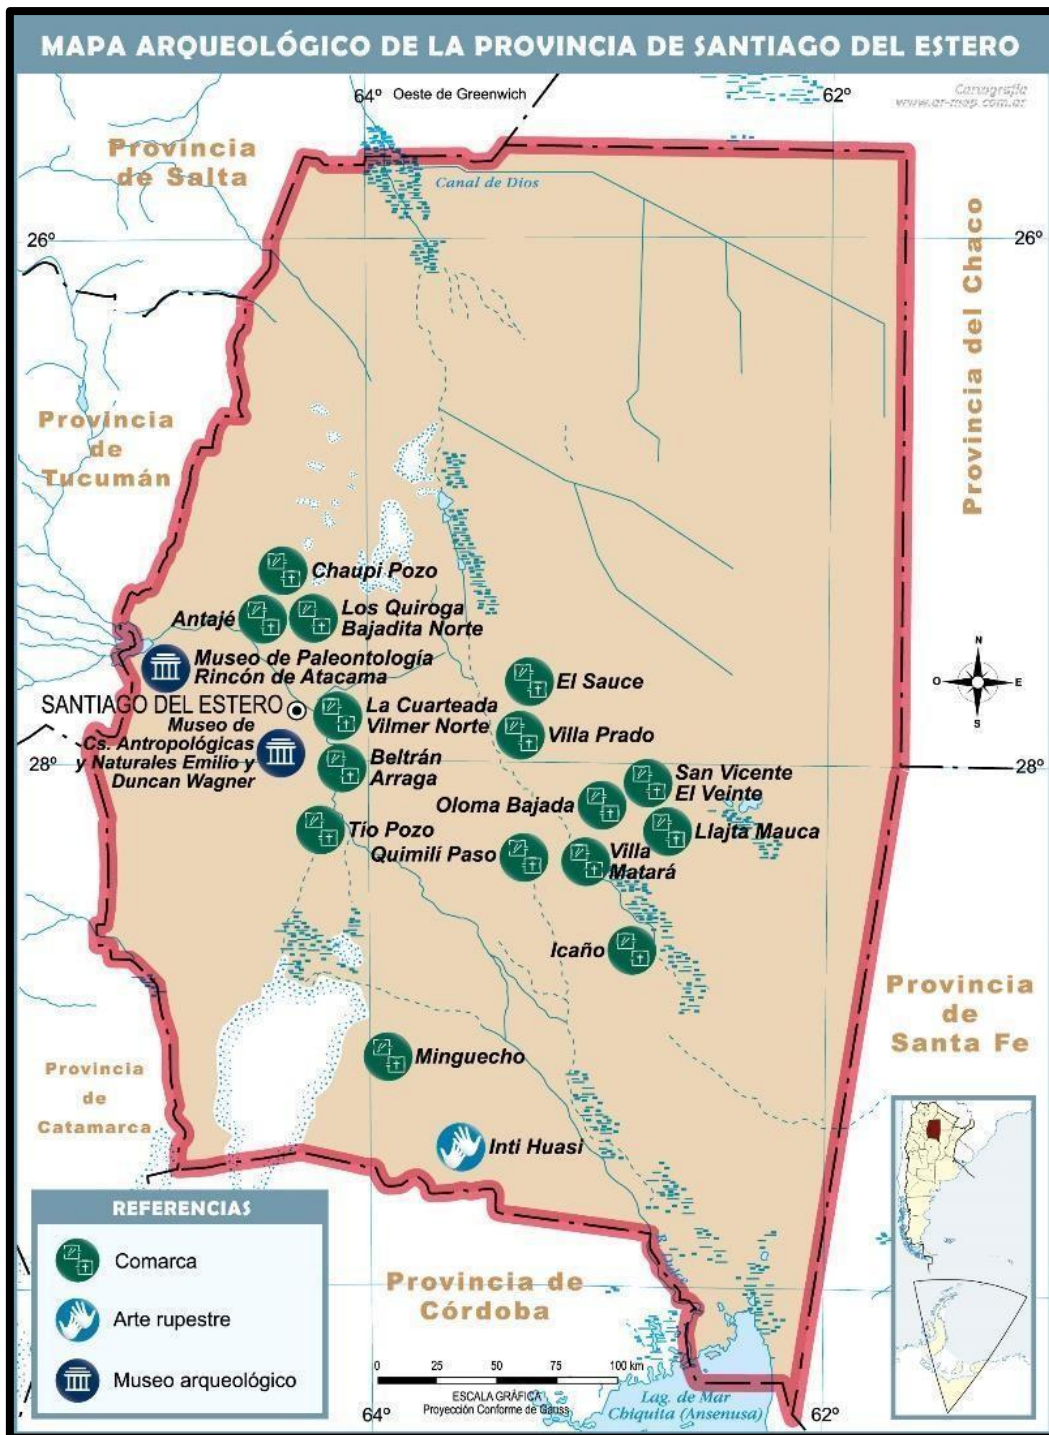 MAPA ARQUEOLÓGICO DE LA PROVINCIA DE SANTIAGO DEL ESTERO
64º
Oeste de Greenwich
62º
Cartografía
www.ar-map.com.ar
Provincia
de Salta
Canal de Dios
26º
26º
Provincia del Chaco
Provincia
de
Tucumán
Chaupi Pozo
Antajé
Los Quiroga
Bajadita Norte
Museo de Paleontología
Rincón de Atacama
El Sauce
N
O
E
S
SANTIAGO DEL ESTERO
La Cuarteada
Vilmer Norte
Villa Prado
Museo de
Cs. Antropológicas
y Naturales Emilio y
Duncan Wagner
28º
Beltrán
Arraga
28º
San Vicente
El Veinte
Oloma Bajada
Tío Pozo
Llajta Mauca
Quimilí Paso
Villa
Matará
Icaño
Provincia
de
Santa Fe
Minguecho
Provincia
de
Catamarca
Inti Huasi
REFERENCIAS
Comarca
Arte rupestre
Museo arqueológico
Provincia de
Córdoba
0 25 50 75 100 km
ESCALA GRÁFICA
Proyección Conforme de Gauss
Lag. de Mar
Chiquita (Ansenusa)
64º
62º